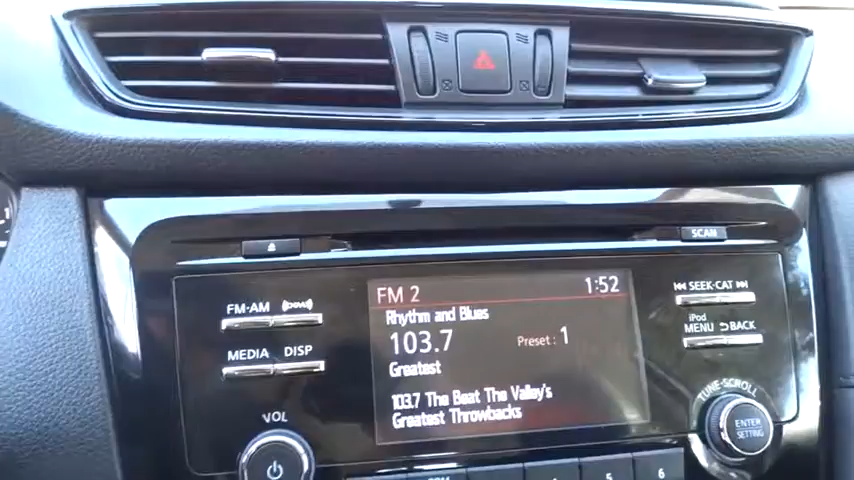 SCAN
FM 2
1:52
FM·AM
((SXM))
Rhythm and Blues
103.7
Preset : 1
Greatest
103.7 The Beat The Valley's
Greatest Throwbacks!
SEEK·CAT
iPod
MENU
BACK
MEDIA
DISP
TUNE·SCROLL
ENTER
SETTING
VOL
5
6